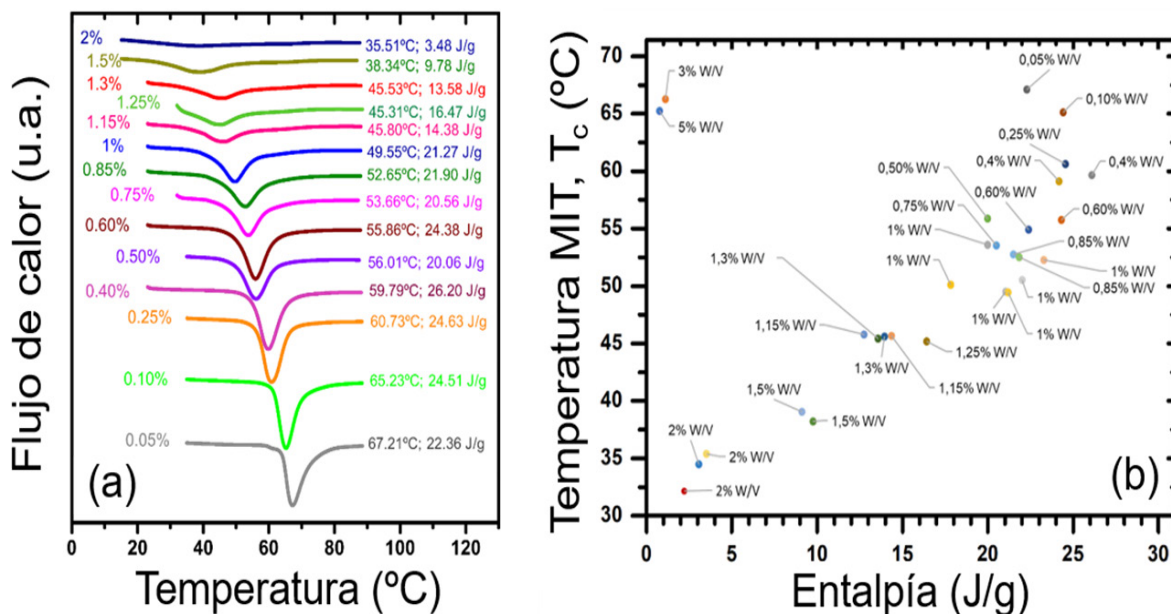 Flujo de calor (u.a.)
2%
1.5%
1.3%
1.25%
1.15%
1%
0.85%
0.75%
0.60%
0.50%
0.40%
0.25%
0.10%
0.05%
35.51ºC; 3.48 J/g
38.34ºC; 9.78 J/g
45.53ºC; 13.58 J/g
45.31ºC; 16.47 J/g
45.80ºC; 14.38 J/g
49.55ºC; 21.27 J/g
52.65ºC; 21.90 J/g
53.66ºC; 20.56 J/g
55.86ºC; 24.38 J/g
56.01ºC; 20.06 J/g
59.79ºC; 26.20 J/g
60.73ºC; 24.63 J/g
65.23ºC; 24.51 J/g
67.21ºC; 22.36 J/g
(a)
0 20 40 60 80 100 120
Temperatura (ºC)
Temperatura MIT, Tc (ºC)
70
65
60
55
50
45
40
35
30
3% W/V
5% W/V
0,05% W/V
0,10% W/V
0,25% W/V
0,4% W/V
0,4% W/V
0,50% W/V
0,60% W/V
0,60% W/V
0,75% W/V
1% W/V
0,85% W/V
1% W/V
0,85% W/V
1% W/V
1% W/V
1% W/V
1% W/V
1,3% W/V
1,15% W/V
1,3% W/V
1,15% W/V
1,25% W/V
1,5% W/V
1,5% W/V
2% W/V
2% W/V
2% W/V
(b)
0 5 10 15 20 25 30
Entalpía (J/g)